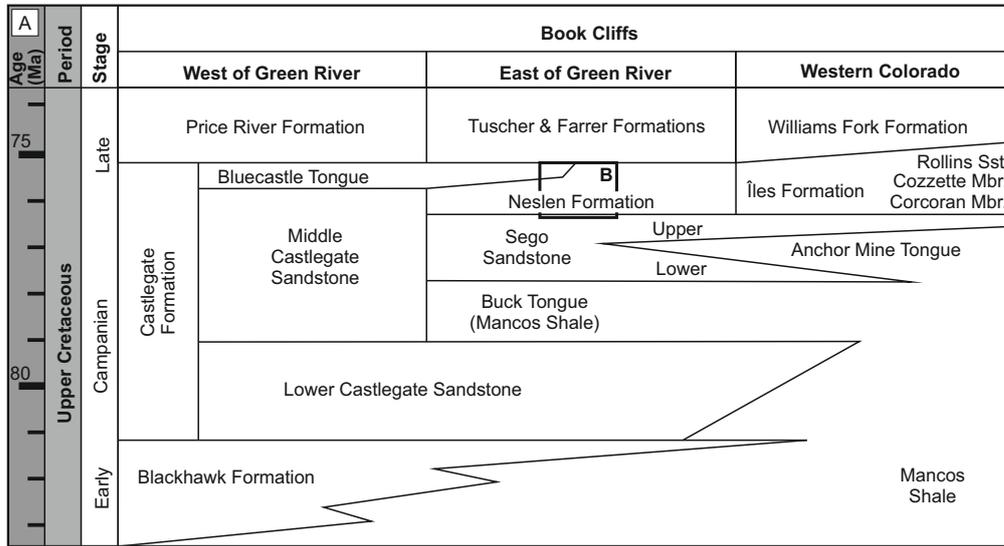 A
Age
(Ma)
Period
Stage
Book Cliffs
West of Green River
East of Green River
Western Colorado
75
80
Upper Cretaceous
Late
Campanian
Early
Price River Formation
Tuscher & Farrer Formations
Williams Fork Formation
Bluecastle Tongue
B
Neslen Formation
Îles Formation
Rollins Sst
Cozzette Mbr.
Corcoran Mbr.
Castlegate
Formation
Middle
Castlegate
Sandstone
Sego
Sandstone
Upper
Lower
Anchor Mine Tongue
Buck Tongue
(Mancos Shale)
Lower Castlegate Sandstone
Blackhawk Formation
Mancos
Shale